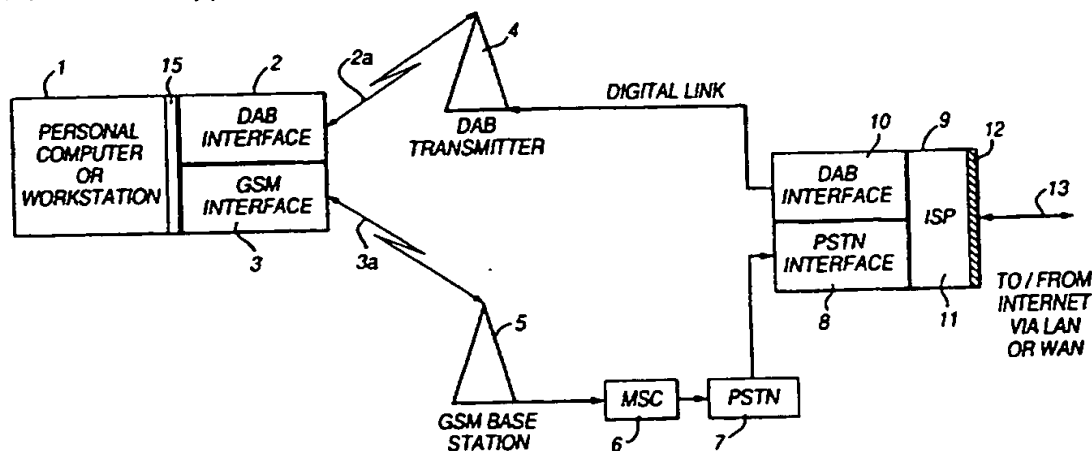 1
15
2
2a
4
PERSONAL
COMPUTER
OR
WORKSTATION
DAB
INTERFACE
GSM
INTERFACE
3
3a
DAB
TRANSMITTER
DIGITAL LINK
10
9
12
DAB
INTERFACE
ISP
13
PSTN
INTERFACE
8
11
TO / FROM
INTERNET
VIA LAN
OR WAN
5
GSM BASE
STATION
MSC
6
PSTN
7